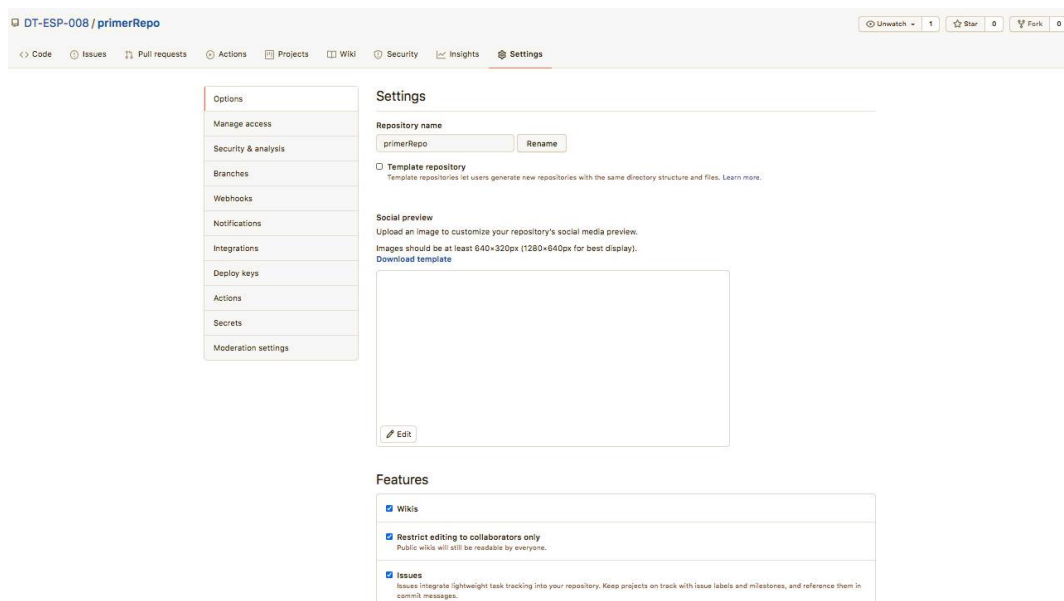 DT-ESP-008 / primerRepo
Unwatch 1 Star 0 Fork 0
Code Issues Pull requests Actions Projects Wiki Security Insights Settings
Options
Manage access
Security & analysis
Branches
Webhooks
Notifications
Integrations
Deploy keys
Actions
Secrets
Moderation settings
Settings
Repository name
primerRepo Rename
Template repository
Template repositories let users generate new repositories with the same directory structure and files. Learn more.
Social preview
Upload an image to customize your repository's social media preview.
Images should be at least 640×320px (1280×640px for best display).
Download template
Edit
Features
Wikis
Restrict editing to collaborators only
Public wikis will still be readable by everyone.
Issues
Issues integrate lightweight task tracking into your repository. Keep projects on track with issue labels and milestones, and reference them in
commit messages.